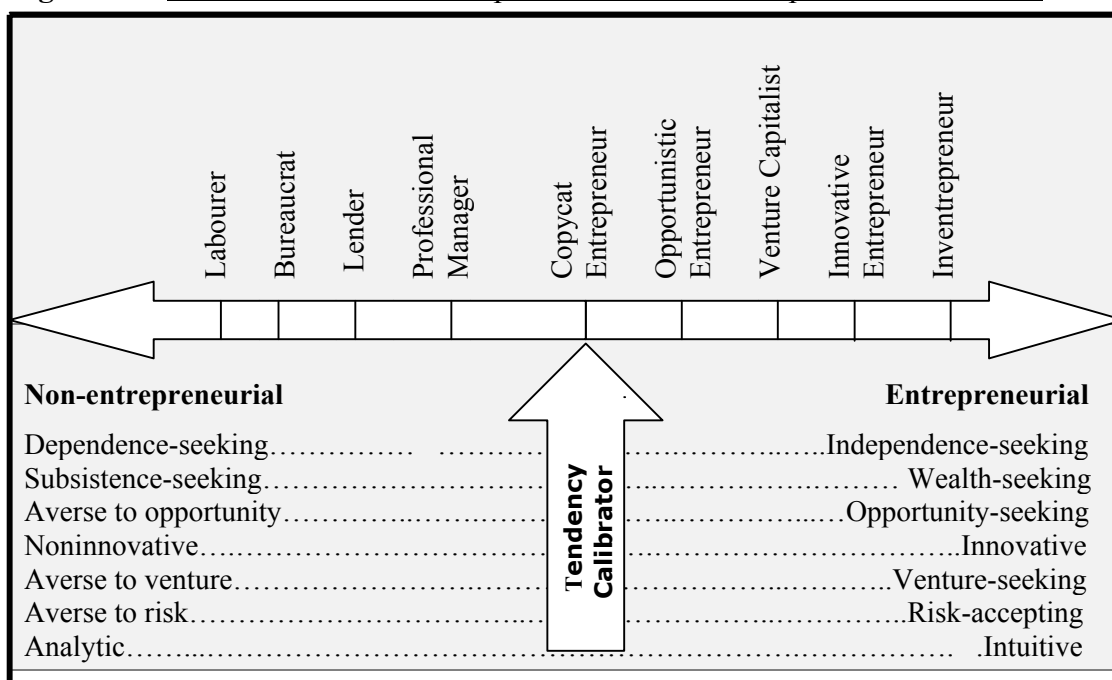 Labourer
Bureaucrat
Lender
Professional
Manager
Copycat
Entrepreneur
Opportunistic
Entrepreneur
Venture Capitalist
Innovative
Entrepreneur
Inventrepreneur
Non-entrepreneurial
Entrepreneurial
Dependence-seeking
Independence-seeking
Subsistence-seeking
Wealth-seeking
Averse to opportunity
Opportunity-seeking
Noninnovative
Innovative
Averse to venture
Venture-seeking
Averse to risk
Risk-accepting
Analytic
Intuitive
Tendency
Calibrator